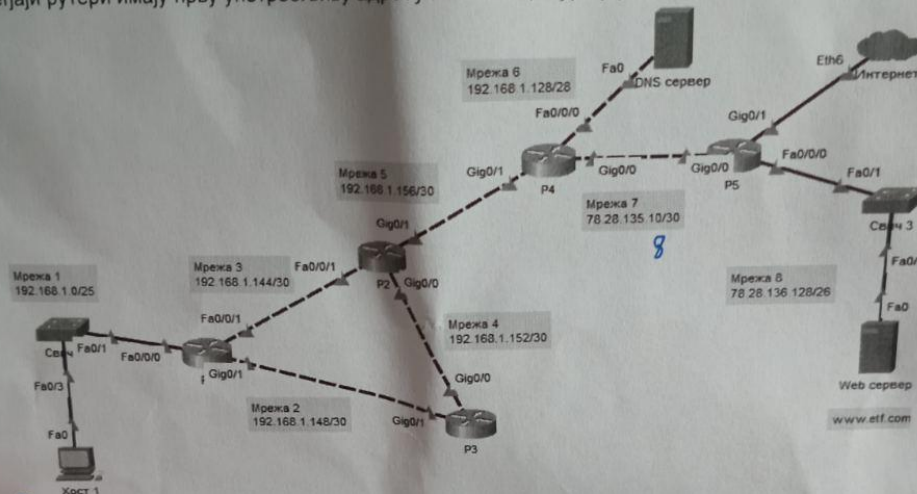 рутери имају прву употребљиву адресу
Мрежа 6
192.168.1.128/28
Fa0
DNS сервер
Eth6
Интернет
Fa0/0/0
Gig0/1
Мрежа 5
192.168.1.156/30
Gig0/1
P4
Gig0/0
Gig0/0
P5
Fa0/0/0
Fa0/1
Мрежа 7
78.28.135.10/30
8
Свич 3
Gig0/1
Мрежа 1
192.168.1.0/25
Мрежа 3
192.168.1.144/30
Fa0/0/1
P2
Gig0/0
Мрежа 8
78.28.136.128/26
Fa0
Fa0/0/1
Fa0/1
Fa0/0/0
Gig0/1
Мрежа 4
192.168.1.152/30
Fa0/3
Gig0/0
Web сервер
Мрежа 2
192.168.1.148/30
Gig0/1
www.etf.com
Fa0
P3
Хост 1